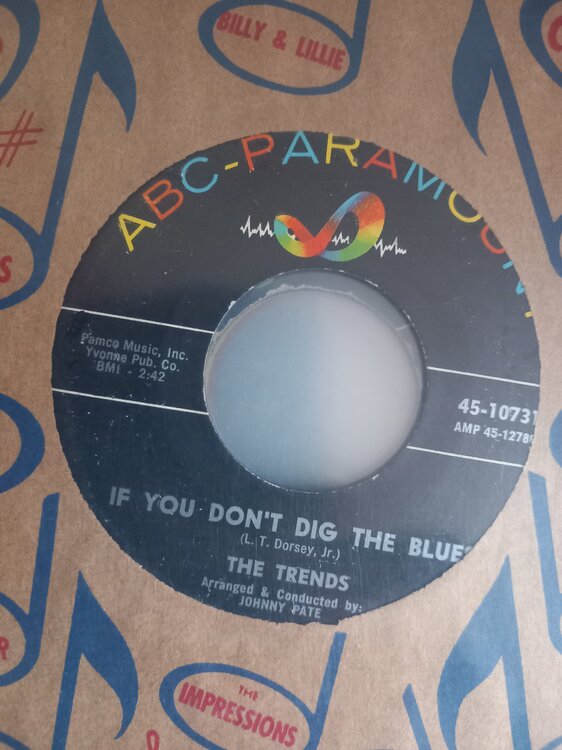 BILLY & LILLIE
#
ABC-PARAMOUNT
Pamco Music, Inc.
Yvonne Pub. Co.
BMI - 2:42
45-10731
AMP 45-1278
IF YOU DON'T DIG THE BLUES
(L. T. Dorsey, Jr.)
THE TRENDS
Arranged & Conducted by:
JOHNNY PATE
THE
IMPRESSIONS
S
R